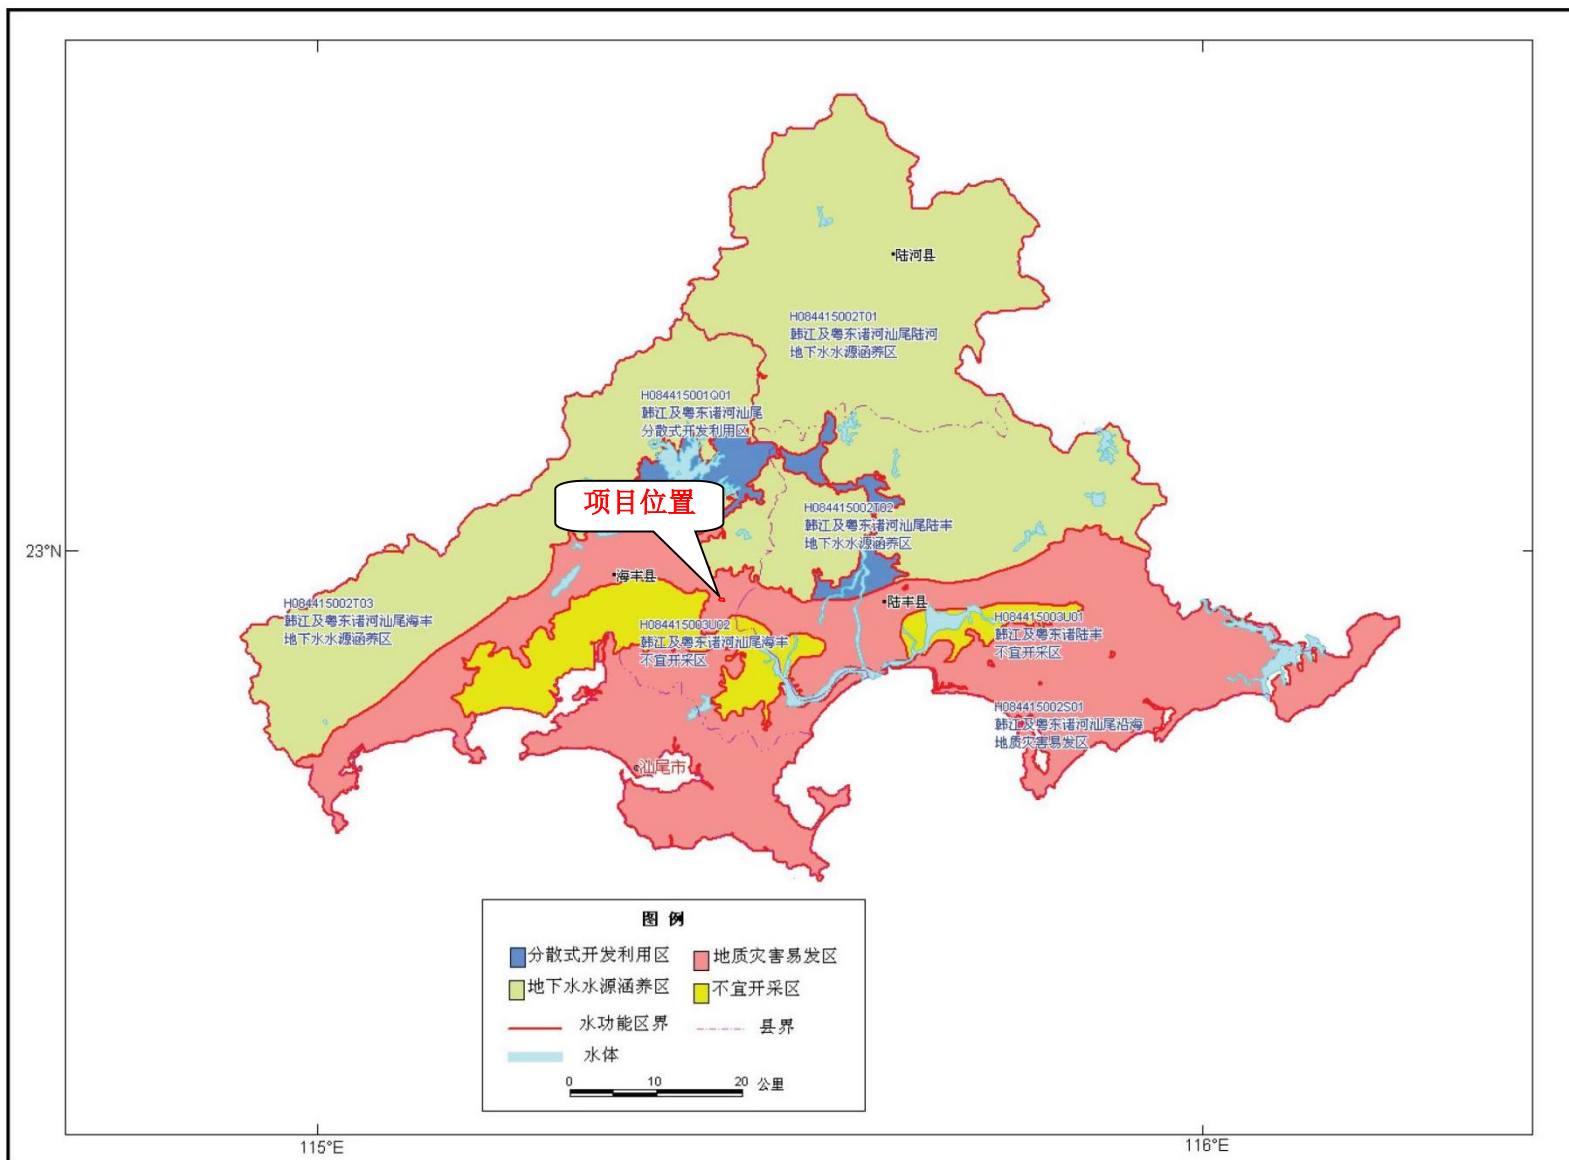 陆河县
H084415002T01
韩江及粤东诸河汕尾陆河
地下水水源涵养区
H084415001Q01
韩江及粤东诸河汕尾
分散式开发利用区
项目位置
H084415002T02
韩江及粤东诸河汕尾陆丰
地下水水源涵养区
23°N
海丰县
H084415002T03
韩江及粤东诸河汕尾海丰
地下水水源涵养区
陆丰县
H084415003U02
韩江及粤东诸河汕尾海丰
不宜开采区
H084415003U01
韩江及粤东诸河陆丰
不宜开采区
H084415002S01
韩江及粤东诸河汕尾沿海
地质灾害易发区
汕尾市
图例
分散式开发利用区
地质灾害易发区
地下水水源涵养区
不宜开采区
水功能区界
县界
水体
0 10 20 公里
115°E
116°E